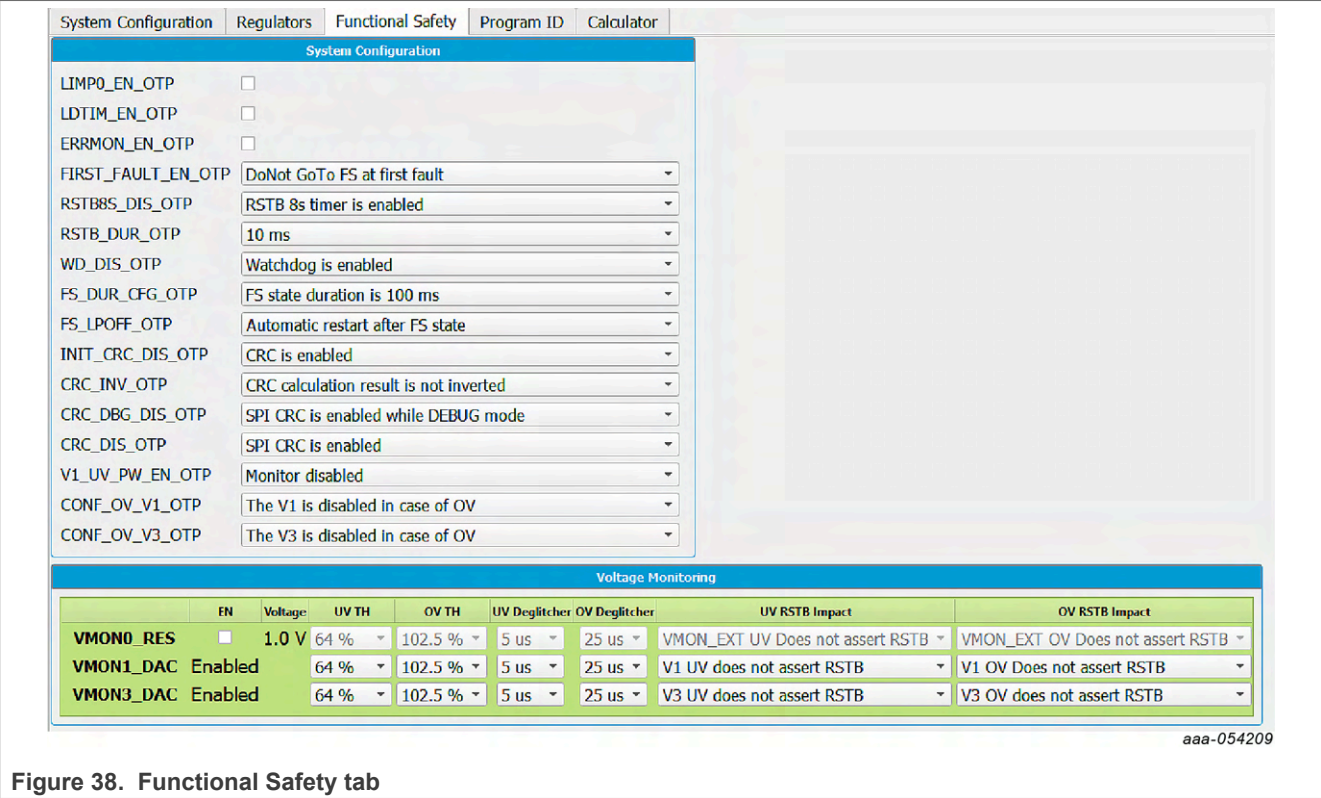 System Configuration Regulators Functional Safety Program ID Calculator
System Configuration
LIMP0_EN_OTP
LDTIM_EN_OTP
ERRMON_EN_OTP
FIRST_FAULT_EN_OTP DoNot GoTo FS at first fault
RSTB8S_DIS_OTP RSTB 8s timer is enabled
RSTB_DUR_OTP 10 ms
WD_DIS_OTP Watchdog is enabled
FS_DUR_CFG_OTP FS state duration is 100 ms
FS_LPOFF_OTP Automatic restart after FS state
INIT_CRC_DIS_OTP CRC is enabled
CRC_INV_OTP CRC calculation result is not inverted
CRC_DBG_DIS_OTP SPI CRC is enabled while DEBUG mode
CRC_DIS_OTP SPI CRC is enabled
V1_UV_PW_EN_OTP Monitor disabled
CONF_OV_V1_OTP The V1 is disabled in case of OV
CONF_OV_V3_OTP The V3 is disabled in case of OV
Voltage Monitoring
EN Voltage UV TH OV TH UV Deglitcher OV Deglitcher UV RSTB Impact OV RSTB Impact
VMON0_RES 1.0 V 64 % 102.5 % 5 us 25 us VMON_EXT UV Does not assert RSTB VMON_EXT OV Does not assert RSTB
VMON1_DAC Enabled 64 % 102.5 % 5 us 25 us V1 UV does not assert RSTB V1 OV Does not assert RSTB
VMON3_DAC Enabled 64 % 102.5 % 5 us 25 us V3 UV does not assert RSTB V3 OV does not assert RSTB
aaa-054209
Figure 38. Functional Safety tab